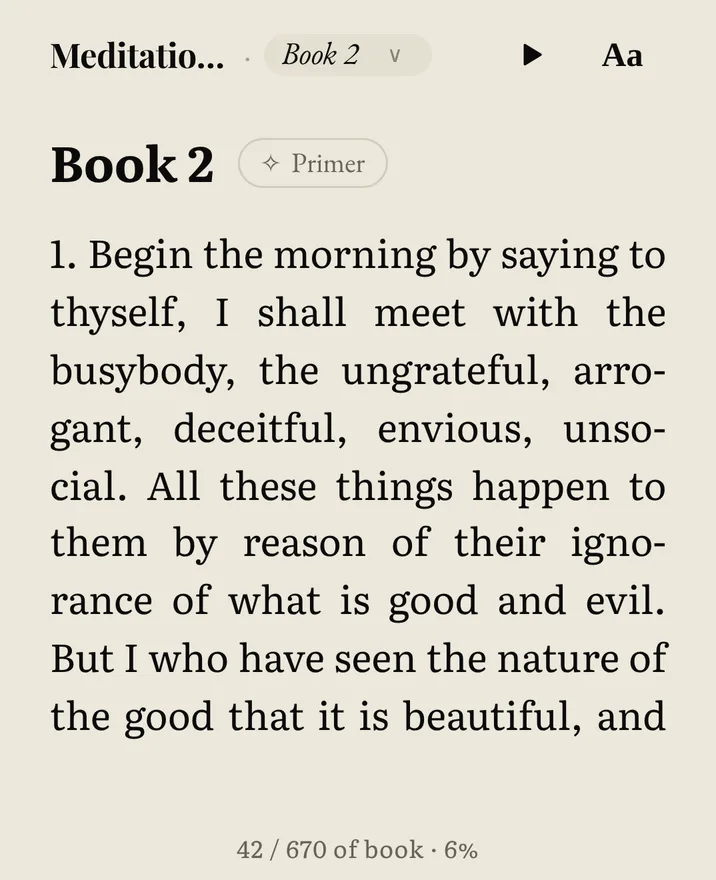 Meditatio... · Book 2 ∨ ▶ Aa
Book 2 ✧ Primer
1. Begin the morning by saying to
thyself, I shall meet with the
busybody, the ungrateful, arro-
gant, deceitful, envious, unso-
cial. All these things happen to
them by reason of their igno-
rance of what is good and evil.
But I who have seen the nature of
the good that it is beautiful, and
42 / 670 of book · 6%